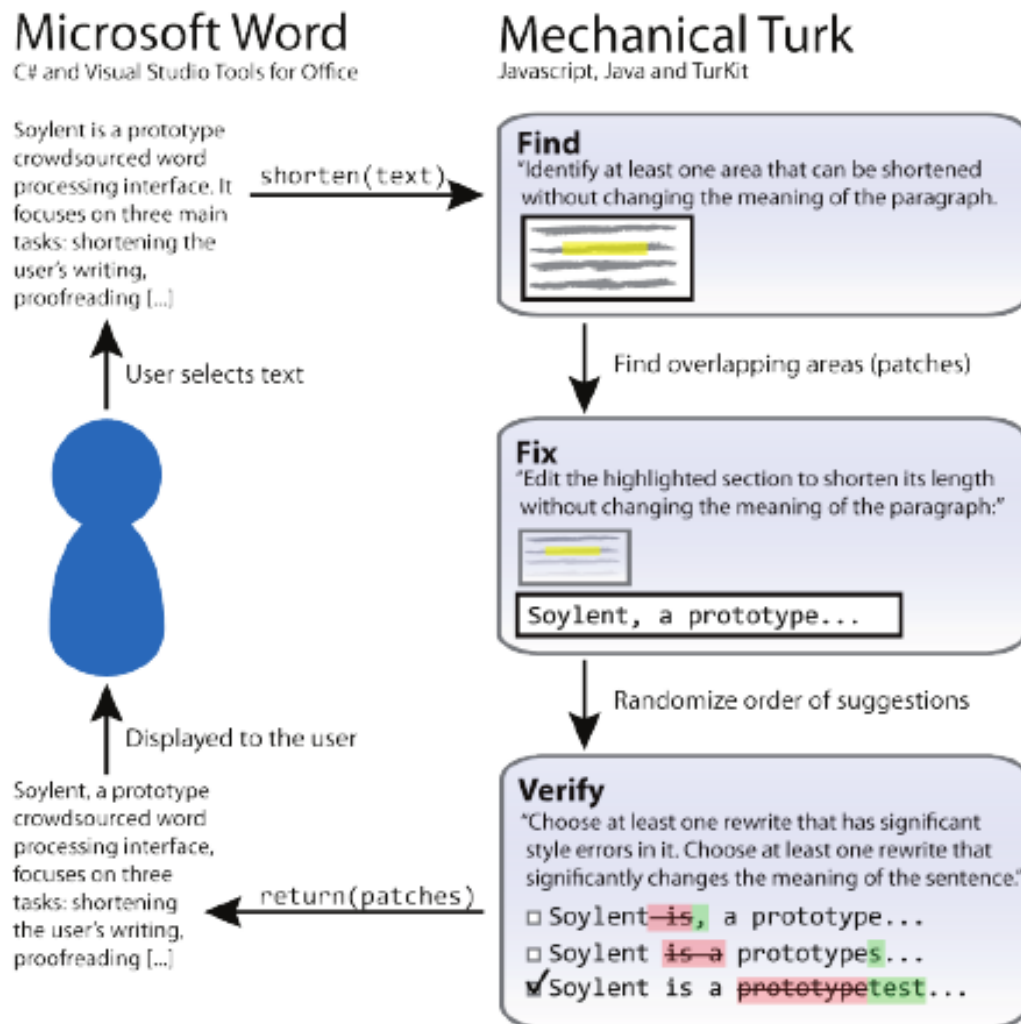 Microsoft Word
C# and Visual Studio Tools for Office
Soylent is a prototype
crowdsourced word
processing interface. It
focuses on three main
tasks: shortening the
user's writing,
proofreading [...]
User selects text
Displayed to the user
Soylent, a prototype
crowdsourced word
processing interface,
focuses on three
tasks: shortening
the user's writing,
proofreading [...]
shorten(text)
return(patches)
Mechanical Turk
Javascript, Java and TurKit
Find
"Identify at least one area that can be shortened
without changing the meaning of the paragraph.
Find overlapping areas (patches)
Fix
"Edit the highlighted section to shorten its length
without changing the meaning of the paragraph:"
Soylent, a prototype...
Randomize order of suggestions
Verify
"Choose at least one rewrite that has significant
style errors in it. Choose at least one rewrite that
significantly changes the meaning of the sentence."
Soylent is, a prototype...
Soylent is a prototypes...
Soylent is a prototypetest...